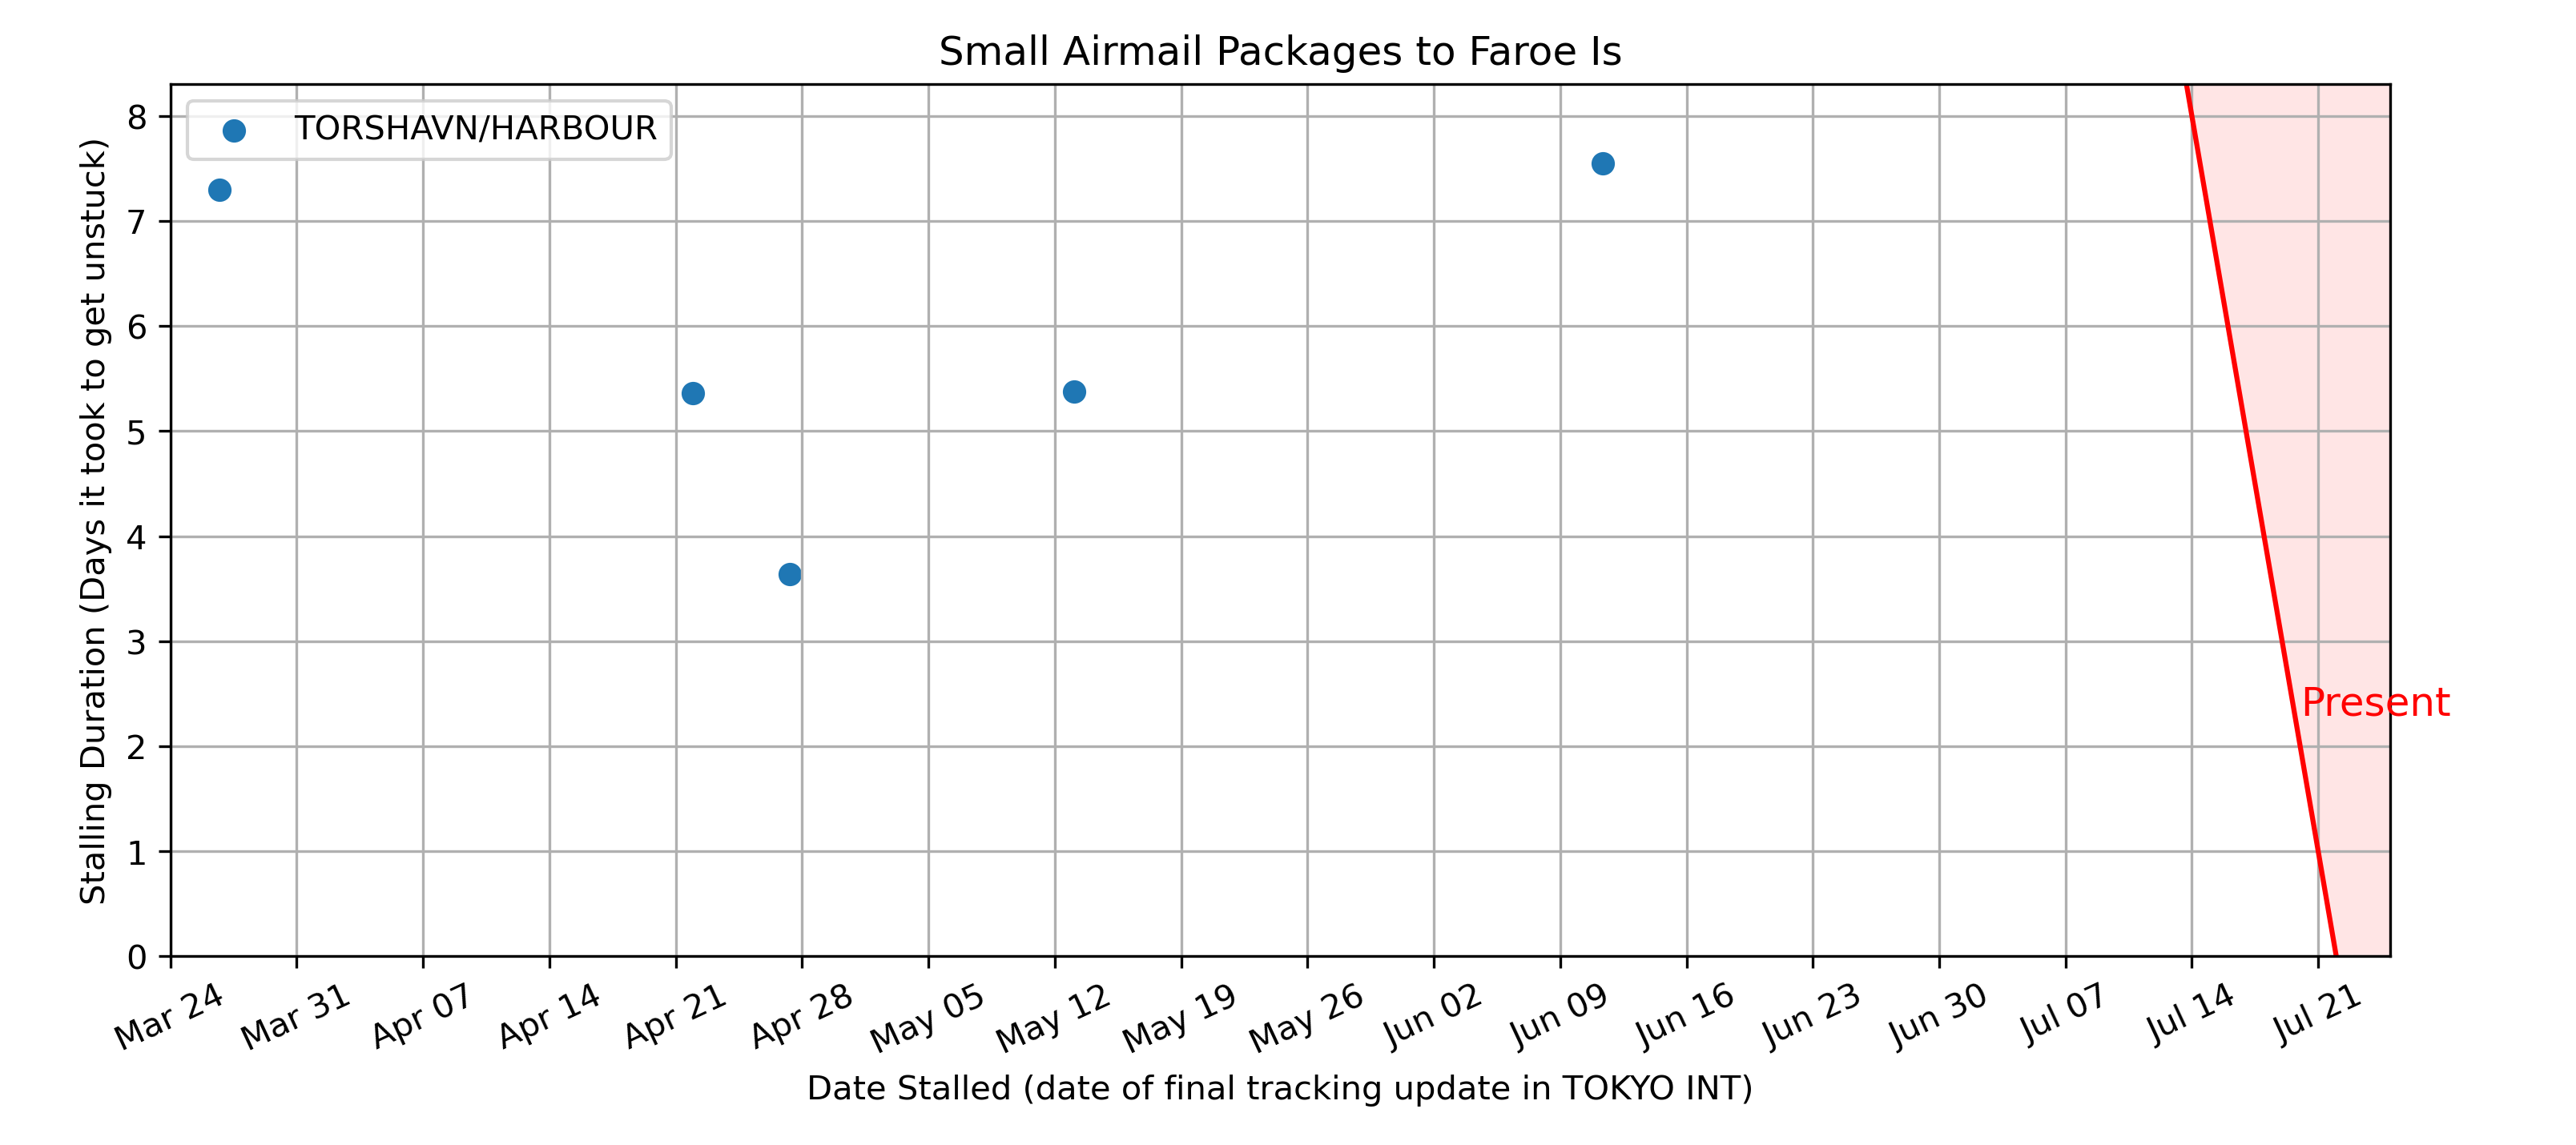 Small Airmail Packages to Faroe Is
TORSHAVN/HARBOUR
Stalling Duration (Days it took to get unstuck)
8
7
6
5
4
3
2
1
0
Present
Mar 24
Mar 31
Apr 07
Apr 14
Apr 21
Apr 28
May 05
May 12
May 19
May 26
Jun 02
Jun 09
Jun 16
Jun 23
Jun 30
Jul 07
Jul 14
Jul 21
Date Stalled (date of final tracking update in TOKYO INT)